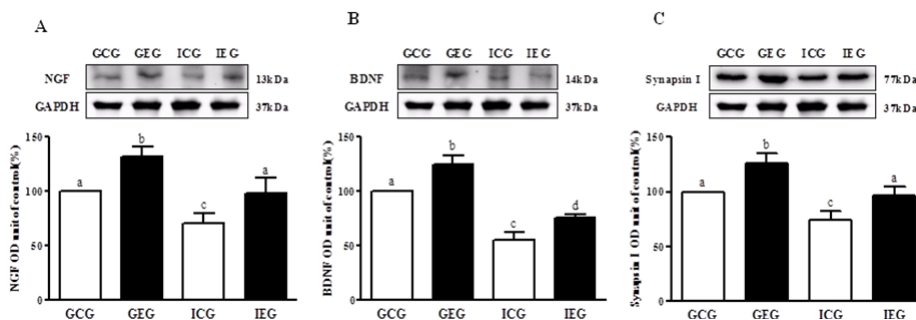 A
GCG GEG ICG IEG
NGF 13kDa
GAPDH 37kDa
NGF OD unit of control(%)
150
100
50
0
a b c a
GCG GEG ICG IEG
B
GCG GEG ICG IEG
BDNF 14kDa
GAPDH 37kDa
BDNF OD unit of control(%)
150
100
50
0
a b c d
GCG GEG ICG IEG
C
GCG GEG ICG IEG
Synapsin I 77kDa
GAPDH 37kDa
Synapsin I OD unit of control(%)
150
100
50
0
a b c a
GCG GEG ICG IEG